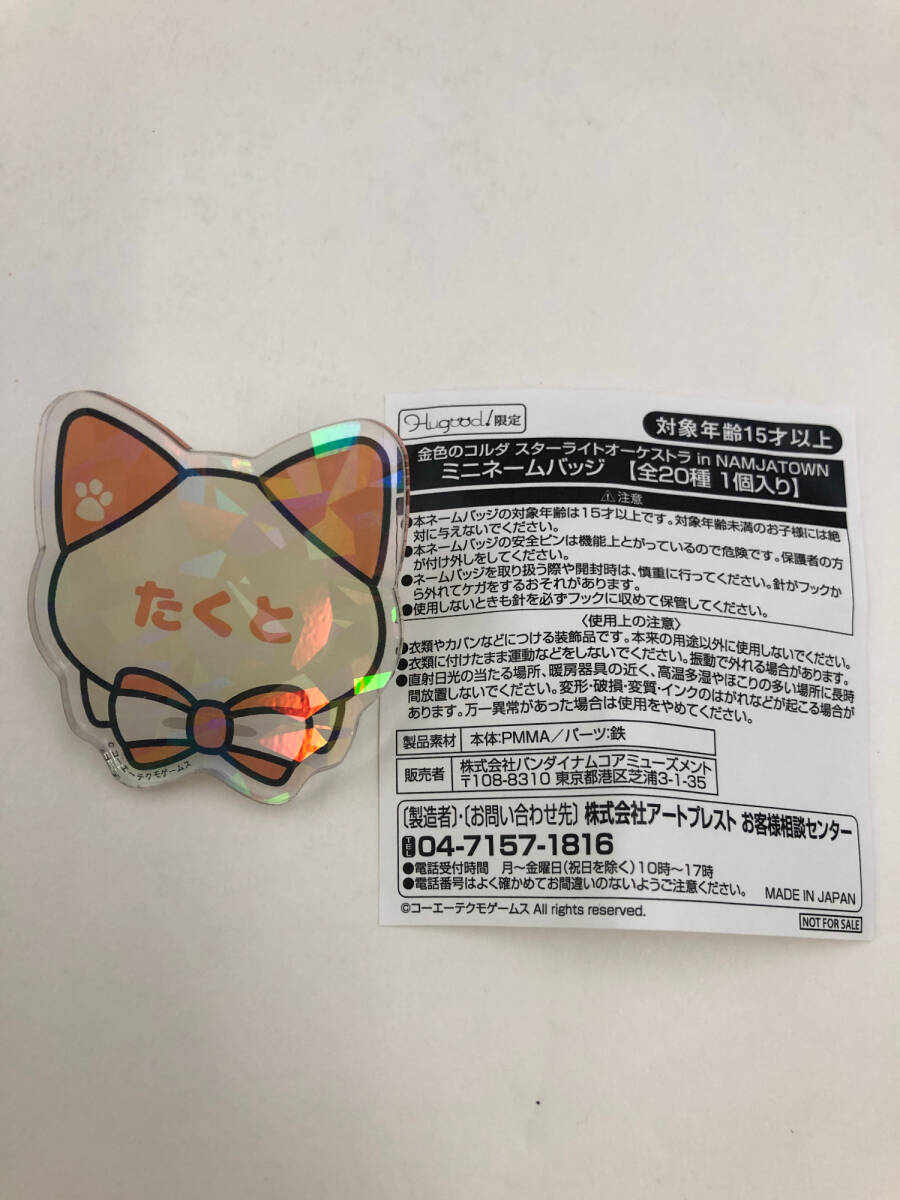 たくと
©コーエーテクモゲームス
Hugood!限定
対象年齢15才以上
金色のコルダ スターライトオーケストラ in NAMJATOWN
ミニネームバッジ 【全20種 1個入り】
⚠注意
●本ネームバッジの対象年齢は15才以上です。対象年齢未満のお子様には絶
対に与えないでください。
●本ネームバッジの安全ピンは機能上とがっているので危険です。保護者の方
が付け外しをしてください。
●ネームバッジを取り扱う際や開封時は、慎重に行ってください。針がフックか
ら外れてケガをするおそれがあります。
●使用しないときも針を必ずフックに収めて保管してください。
〈使用上の注意〉
●衣類やカバンなどにつける装飾品です。本来の用途以外に使用しないでください。
●衣類に付けたまま運動などをしないでください。振動で外れる場合があります。
●直射日光の当たる場所、暖房器具の近く、高温多湿やほこりの多い場所に長時
間放置しないでください。変形・破損・変質・インクのはがれなどが起こる場合が
あります。万一異常があった場合は使用をやめてください。
製品素材 本体:PMMA／パーツ:鉄
販売者 株式会社バンダイナムコアミューズメント
〒108-8310 東京都港区芝浦3-1-35
〔製造者〕・〔お問い合わせ先〕 株式会社アートプレスト お客様相談センター
TEL 04-7157-1816
●電話受付時間 月～金曜日(祝日を除く)10時～17時
●電話番号はよく確かめてお間違いのないようご注意ください。 MADE IN JAPAN
©コーエーテクモゲームス All rights reserved.
NOT FOR SALE